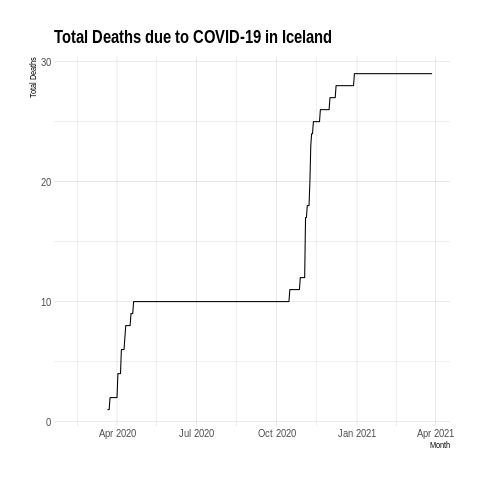 Total Deaths due to COVID-19 in Iceland
Total Deaths
30
20
10
0
Apr 2020 Jul 2020 Oct 2020 Jan 2021 Apr 2021
Month